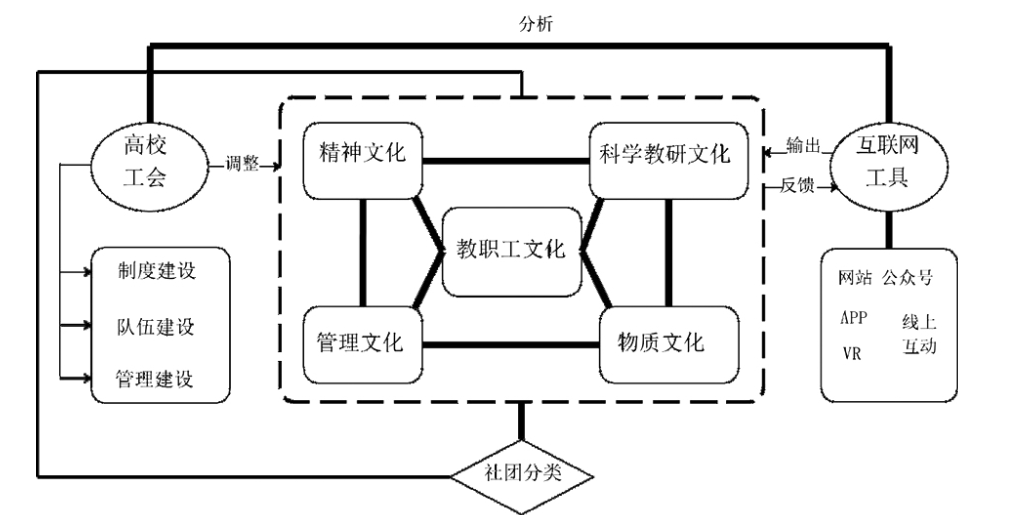 分析
高校
工会
调整
精神文化
科学教研文化
教职工文化
管理文化
物质文化
输出
反馈
互联网
工具
制度建设
队伍建设
管理建设
网站 公众号
APP
线上
互动
VR
社团分类